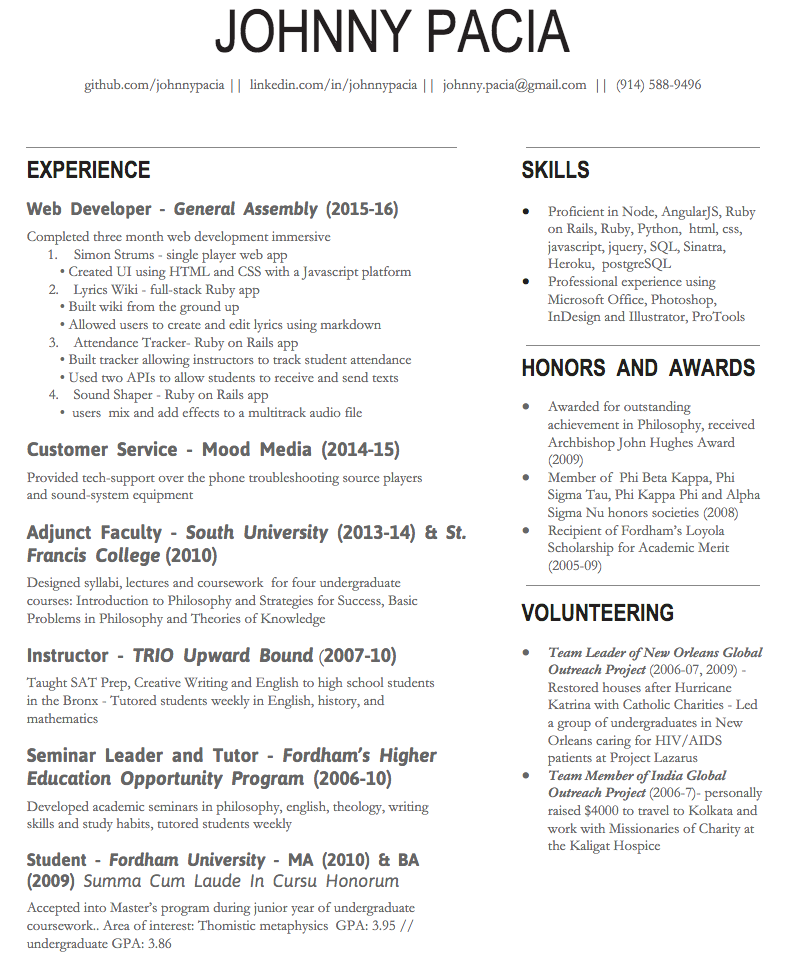 JOHNNY PACIA
github.com/johnnypacia || linkedin.com/in/johnnypacia || johnny.pacia@gmail.com || (914) 588-9496
EXPERIENCE
Web Developer - General Assembly (2015-16)
Completed three month web development immersive
1. Simon Strums - single player web app
• Created UI using HTML and CSS with a Javascript platform
2. Lyrics Wiki - full-stack Ruby app
• Built wiki from the ground up
• Allowed users to create and edit lyrics using markdown
3. Attendance Tracker- Ruby on Rails app
• Built tracker allowing instructors to track student attendance
• Used two APIs to allow students to receive and send texts
4. Sound Shaper - Ruby on Rails app
• users mix and add effects to a multitrack audio file
Customer Service - Mood Media (2014-15)
Provided tech-support over the phone troubleshooting source players
and sound-system equipment
Adjunct Faculty - South University (2013-14) & St.
Francis College (2010)
Designed syllabi, lectures and coursework for four undergraduate
courses: Introduction to Philosophy and Strategies for Success, Basic
Problems in Philosophy and Theories of Knowledge
Instructor - TRIO Upward Bound (2007-10)
Taught SAT Prep, Creative Writing and English to high school students
in the Bronx - Tutored students weekly in English, history, and
mathematics
Seminar Leader and Tutor - Fordham's Higher
Education Opportunity Program (2006-10)
Developed academic seminars in philosophy, english, theology, writing
skills and study habits, tutored students weekly
Student - Fordham University - MA (2010) & BA
(2009) Summa Cum Laude In Cursu Honorum
Accepted into Master's program during junior year of undergraduate
coursework.. Area of interest: Thomistic metaphysics GPA: 3.95 //
undergraduate GPA: 3.86
SKILLS
• Proficient in Node, AngularJS, Ruby
on Rails, Ruby, Python, html, css,
javascript, jquery, SQL, Sinatra,
Heroku, postgreSQL
• Professional experience using
Microsoft Office, Photoshop,
InDesign and Illustrator, ProTools
HONORS AND AWARDS
• Awarded for outstanding
achievement in Philosophy, received
Archbishop John Hughes Award
(2009)
• Member of Phi Beta Kappa, Phi
Sigma Tau, Phi Kappa Phi and Alpha
Sigma Nu honors societies (2008)
• Recipient of Fordham's Loyola
Scholarship for Academic Merit
(2005-09)
VOLUNTEERING
• Team Leader of New Orleans Global
Outreach Project (2006-07, 2009) -
Restored houses after Hurricane
Katrina with Catholic Charities - Led
a group of undergraduates in New
Orleans caring for HIV/AIDS
patients at Project Lazarus
• Team Member of India Global
Outreach Project (2006-7)- personally
raised $4000 to travel to Kolkata and
work with Missionaries of Charity at
the Kaligat Hospice